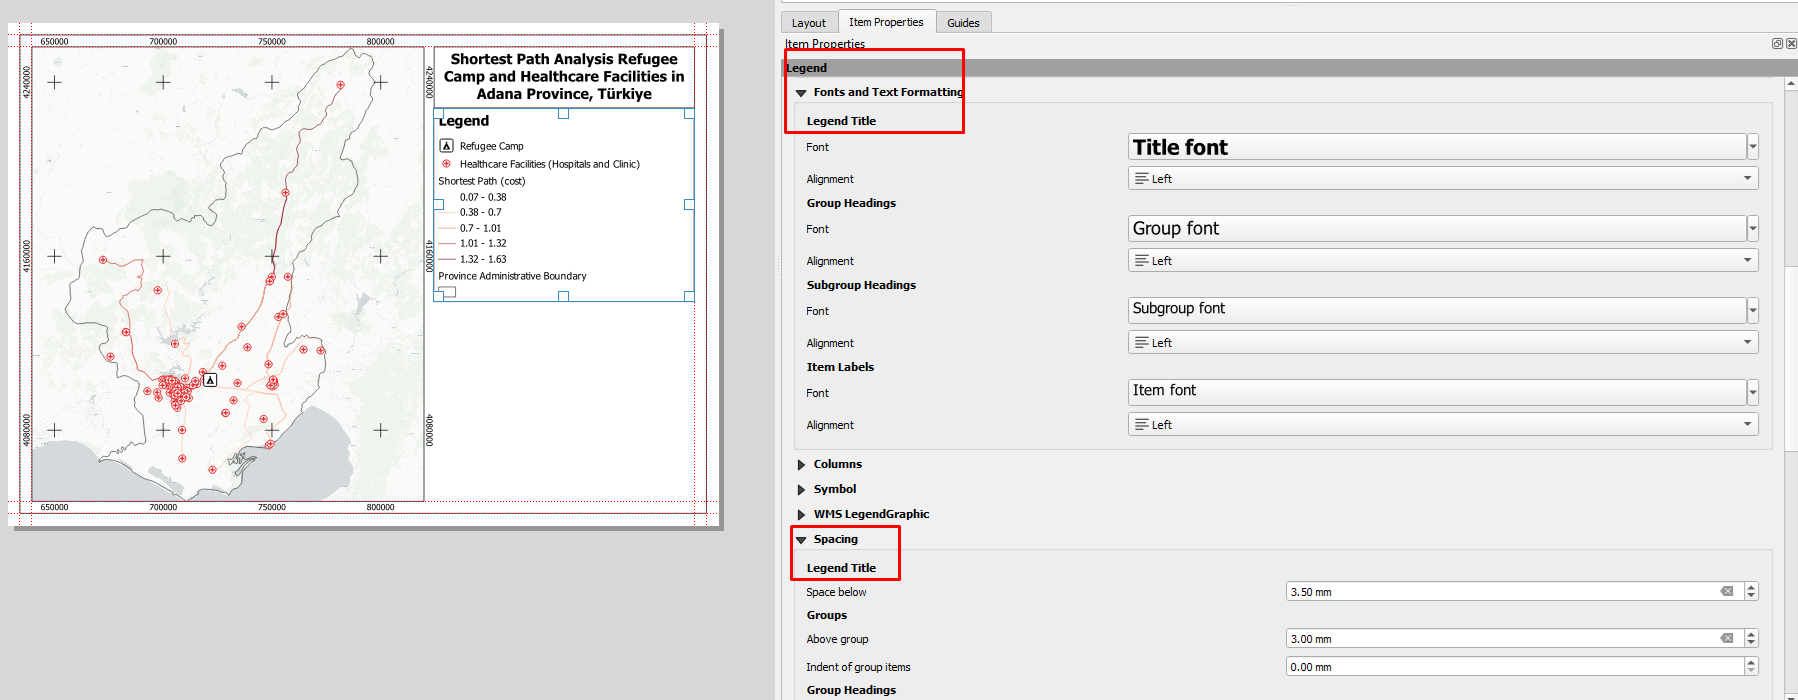 650000 700000 750000 800000
4240000 4240000
4160000 4160000
4080000 4080000
650000 700000 750000 800000
Shortest Path Analysis Refugee
Camp and Healthcare Facilities in
Adana Province, Türkiye
Legend
Refugee Camp
Healthcare Facilities (Hospitals and Clinic)
Shortest Path (cost)
0.07 - 0.38
0.38 - 0.7
0.7 - 1.01
1.01 - 1.32
1.32 - 1.63
Province Administrative Boundary
Layout Item Properties Guides
Item Properties
Legend
Fonts and Text Formatting
Legend Title
Font Title font
Alignment Left
Group Headings
Font Group font
Alignment Left
Subgroup Headings
Font Subgroup font
Alignment Left
Item Labels
Font Item font
Alignment Left
Columns
Symbol
WMS LegendGraphic
Spacing
Legend Title
Space below 3.50 mm
Groups
Above group 3.00 mm
Indent of group items 0.00 mm
Group Headings